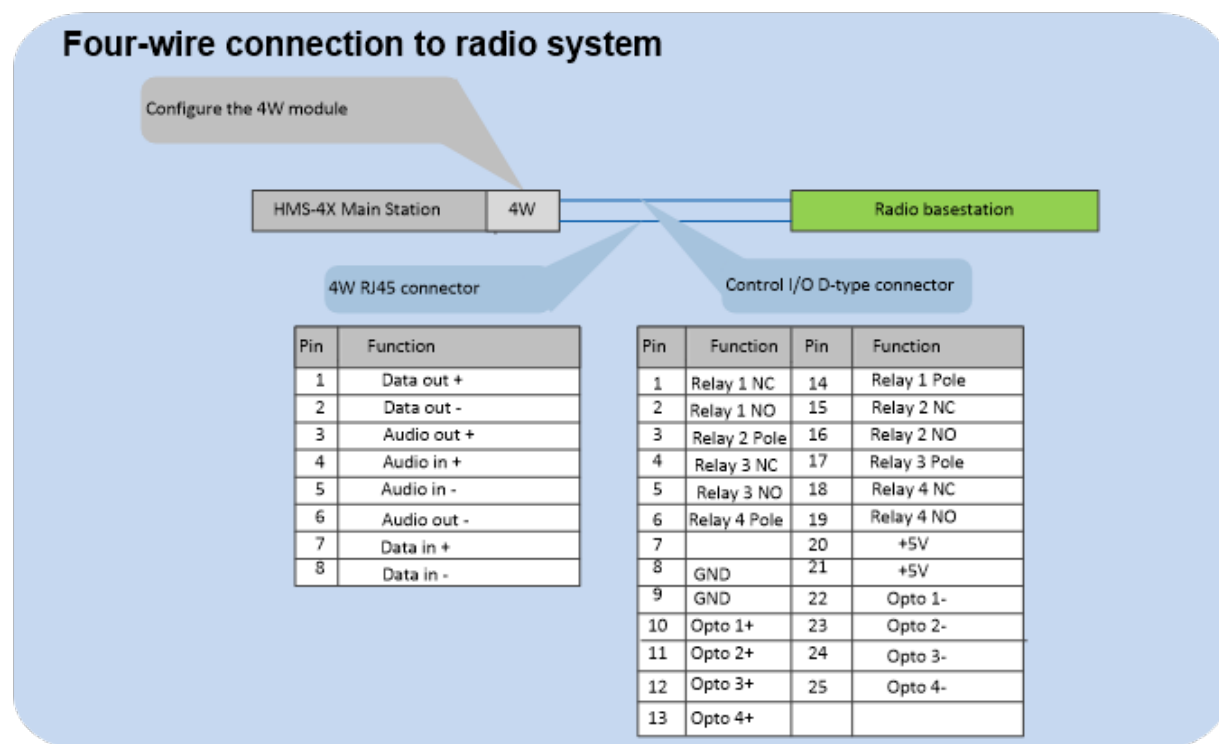 Four-wire connection to radio system
Configure the 4W module
HMS-4X Main Station 4W Radio basestation
4W RJ45 connector
Control I/O D-type connector
Pin Function
1 Data out +
2 Data out -
3 Audio out +
4 Audio in +
5 Audio in -
6 Audio out -
7 Data in +
8 Data in -
Pin Function Pin Function
1 Relay 1 NC 14 Relay 1 Pole
2 Relay 1 NO 15 Relay 2 NC
3 Relay 2 Pole 16 Relay 2 NO
4 Relay 3 NC 17 Relay 3 Pole
5 Relay 3 NO 18 Relay 4 NC
6 Relay 4 Pole 19 Relay 4 NO
7 20 +5V
8 GND 21 +5V
9 GND 22 Opto 1-
10 Opto 1+ 23 Opto 2-
11 Opto 2+ 24 Opto 3-
12 Opto 3+ 25 Opto 4-
13 Opto 4+